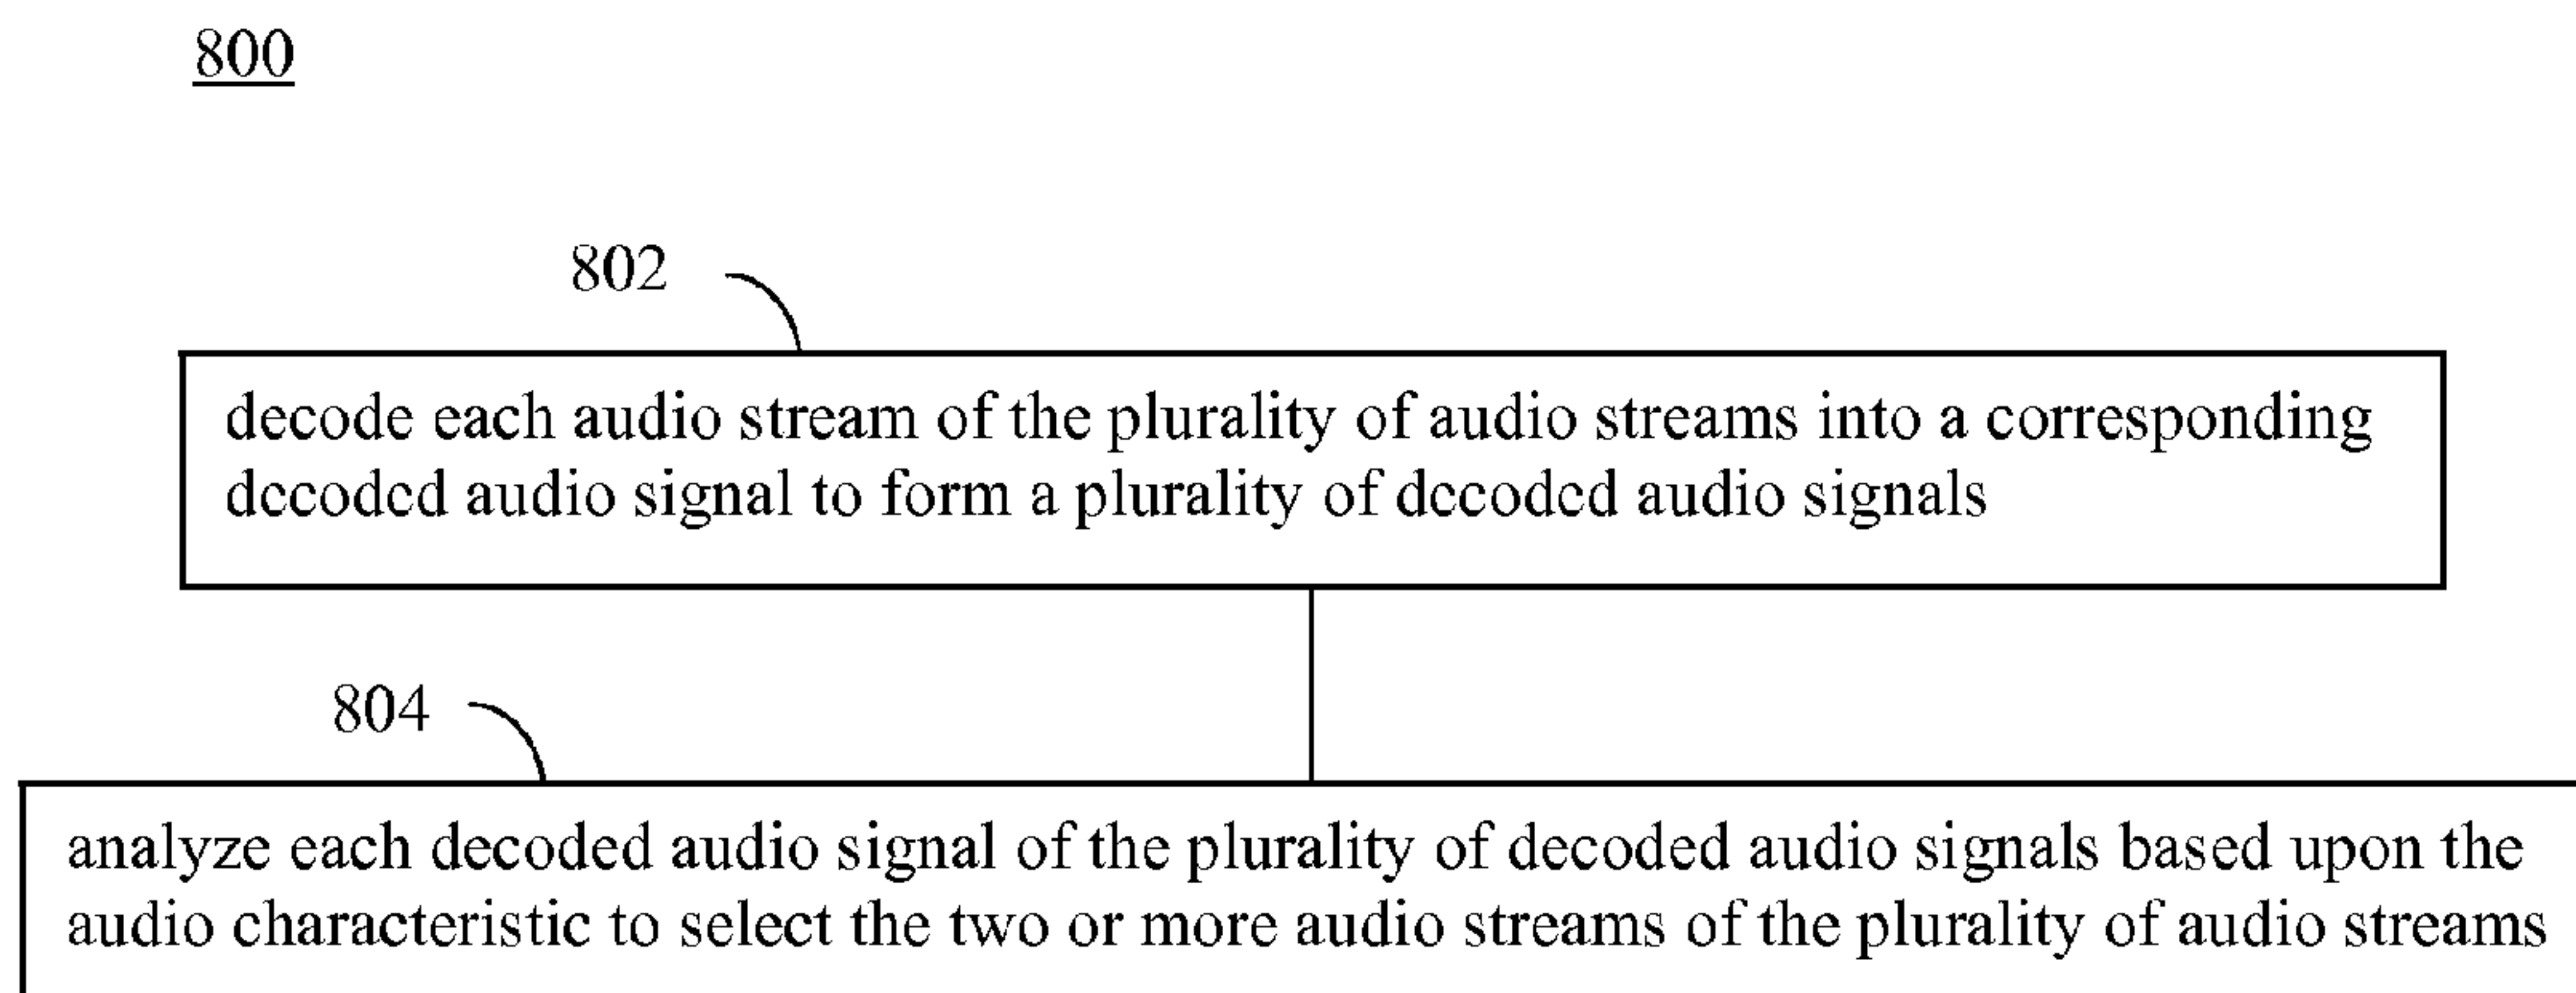 800
802
decode each audio stream of the plurality of audio streams into a corresponding
decoded audio signal to form a plurality of decoded audio signals
804
analyze each decoded audio signal of the plurality of decoded audio signals based upon the
audio characteristic to select the two or more audio streams of the plurality of audio streams